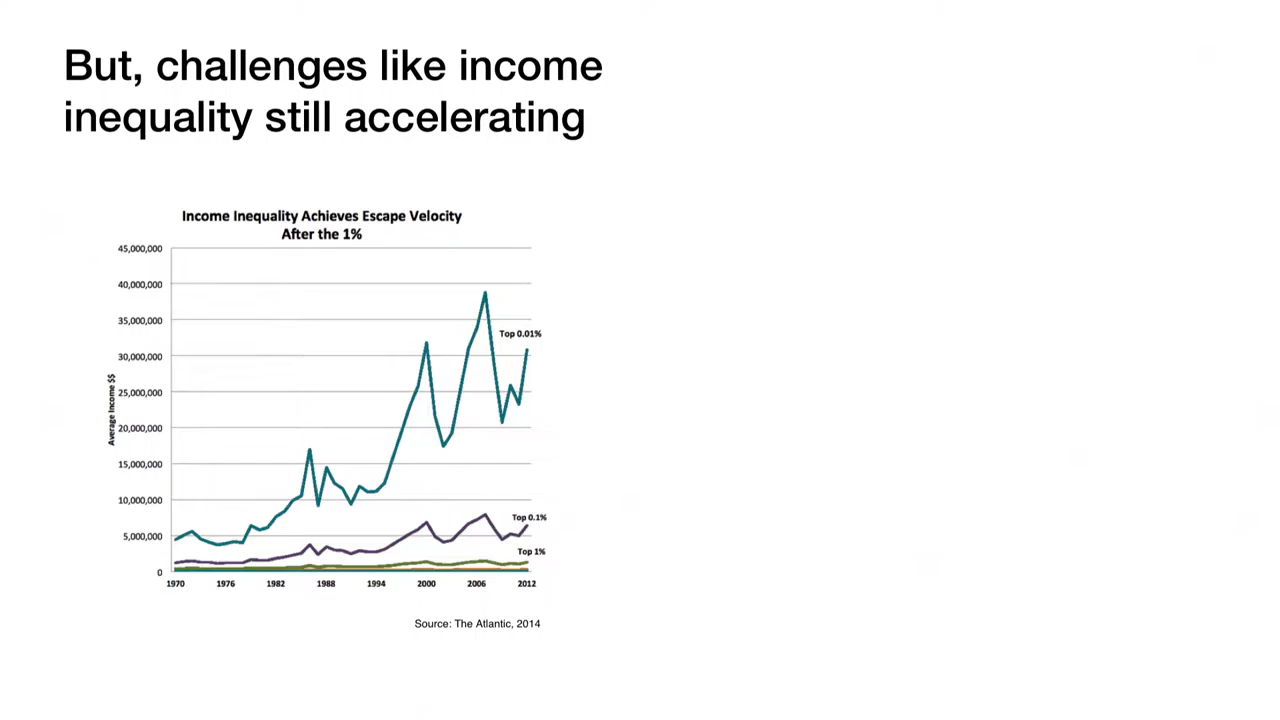 But, challenges like income
inequality still accelerating
Income Inequality Achieves Escape Velocity
After the 1%
45,000,000
40,000,000
35,000,000
30,000,000
25,000,000
20,000,000
15,000,000
10,000,000
5,000,000
0
Average Income $$
Top 0.01%
Top 0.1%
Top 1%
1970 1976 1982 1988 1994 2000 2006 2012
Source: The Atlantic, 2014